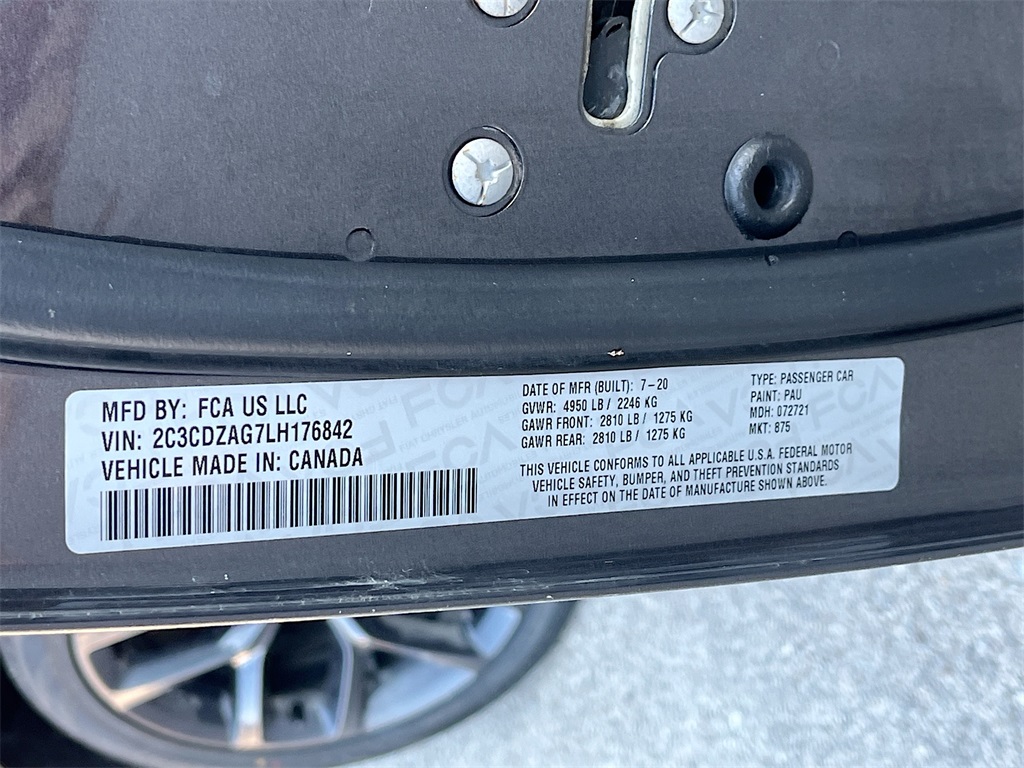 MFD BY: FCA US LLC
VIN: 2C3CDZAG7LH176842
VEHICLE MADE IN: CANADA
DATE OF MFR (BUILT): 7-20
GVWR: 4950 LB / 2246 KG
GAWR FRONT: 2810 LB / 1275 KG
GAWR REAR: 2810 LB / 1275 KG
TYPE: PASSENGER CAR
PAINT: PAU
MDH: 072721
MKT: 875
THIS VEHICLE CONFORMS TO ALL APPLICABLE U.S.A. FEDERAL MOTOR
VEHICLE SAFETY, BUMPER, AND THEFT PREVENTION STANDARDS
IN EFFECT ON THE DATE OF MANUFACTURE SHOWN ABOVE.